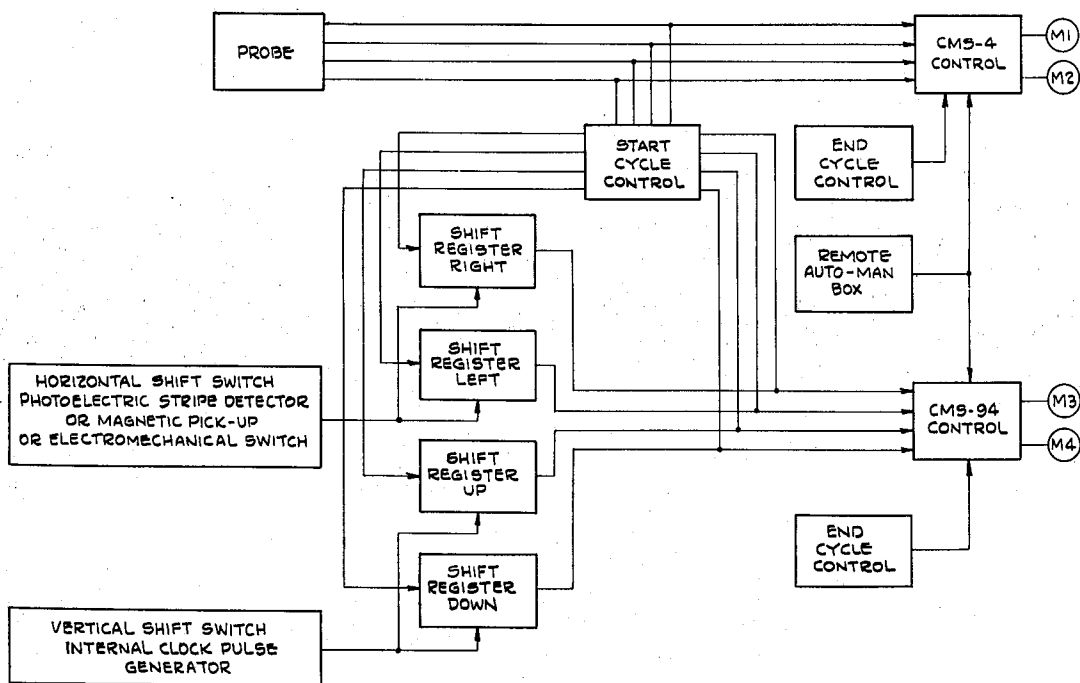 PROBE
CMS-4
CONTROL
M1
M2
START
CYCLE
CONTROL
END
CYCLE
CONTROL
SHIFT
REGISTER
RIGHT
REMOTE
AUTO-MAN
BOX
SHIFT
REGISTER
LEFT
HORIZONTAL SHIFT SWITCH
PHOTOELECTRIC STRIPE DETECTOR
OR MAGNETIC PICK-UP
OR ELECTROMECHANICAL SWITCH
CMS-94
CONTROL
M3
M4
SHIFT
REGISTER
UP
END
CYCLE
CONTROL
SHIFT
REGISTER
DOWN
VERTICAL SHIFT SWITCH
INTERNAL CLOCK PULSE
GENERATOR